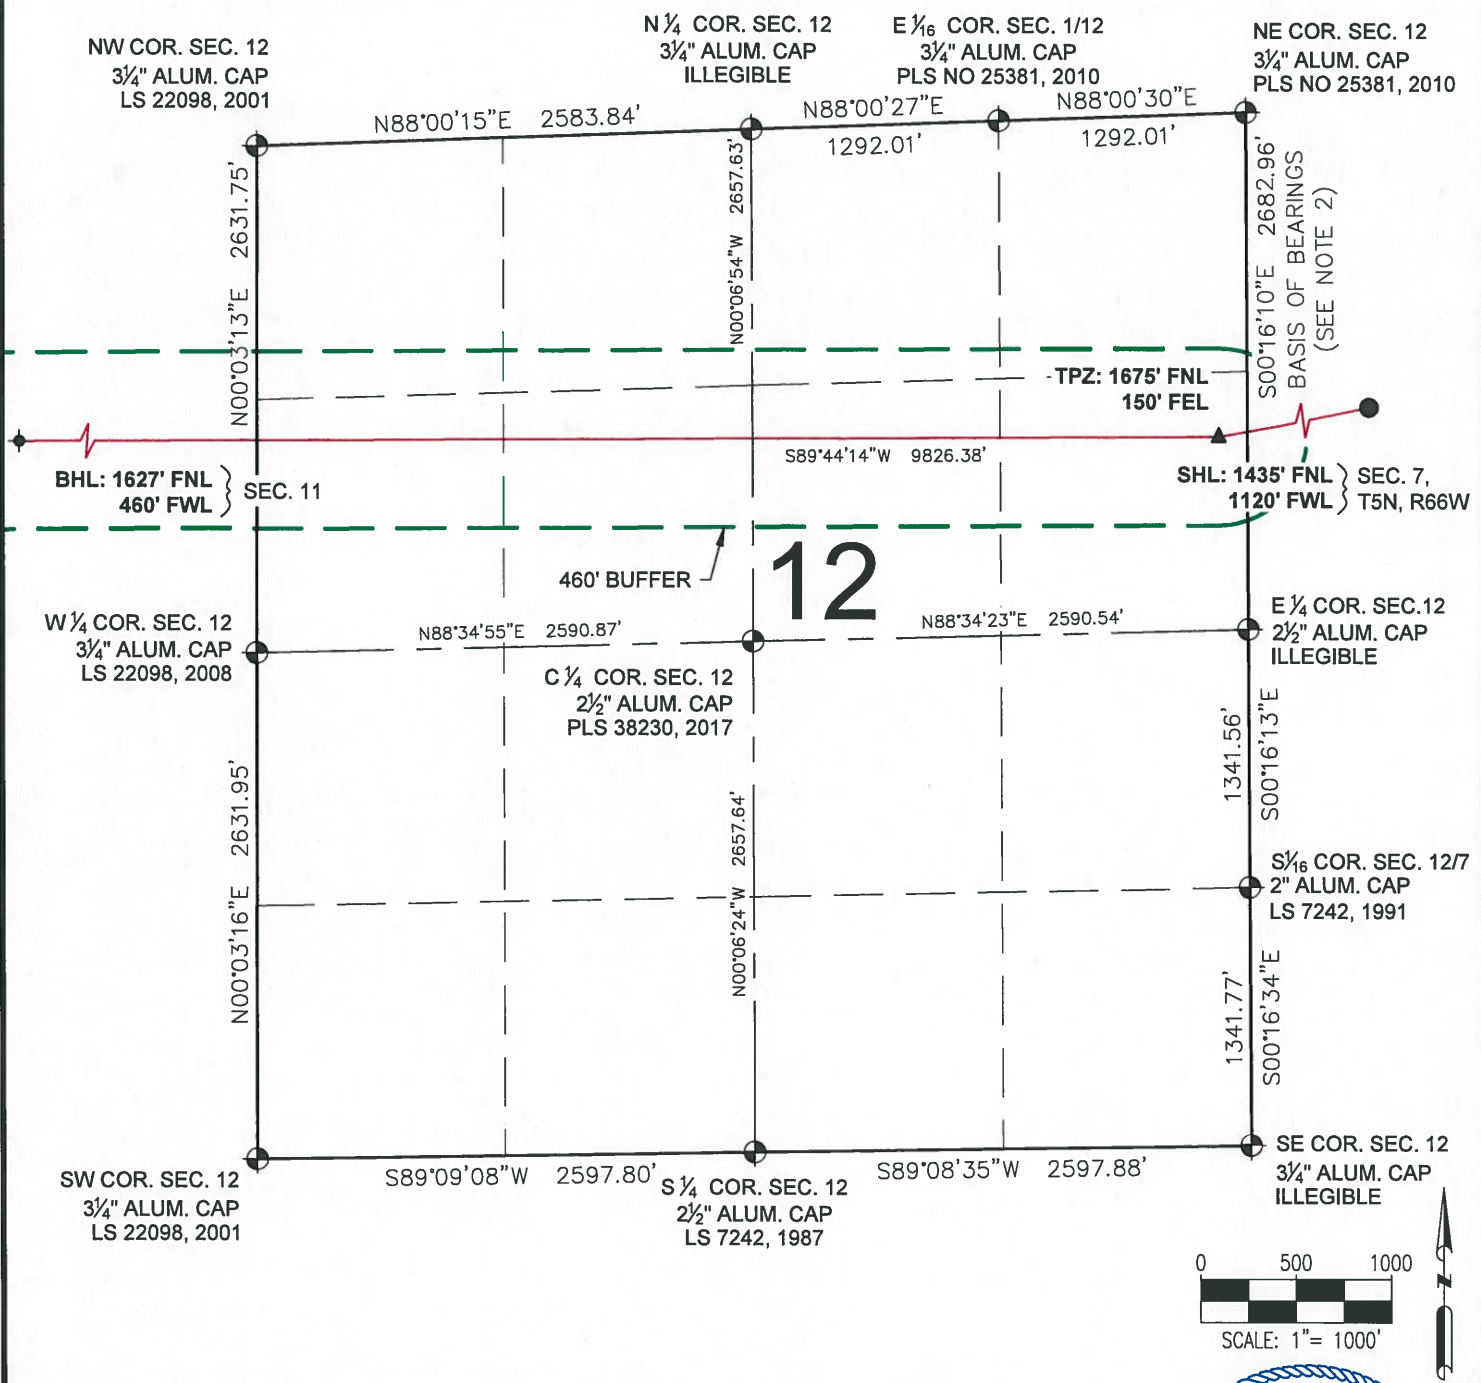 NW COR. SEC. 12
3¼" ALUM. CAP
LS 22098, 2001
N ¼ COR. SEC. 12
3¼" ALUM. CAP
ILLEGIBLE
E 1⁄16 COR. SEC. 1/12
3¼" ALUM. CAP
PLS NO 25381, 2010
NE COR. SEC. 12
3¼" ALUM. CAP
PLS NO 25381, 2010
N88°00'15"E 2583.84'
N88°00'27"E
1292.01'
N88°00'30"E
1292.01'
N00°03'13"E 2631.75'
N00°06'54"W 2657.63'
S00°16'10"E 2682.96'
BASIS OF BEARINGS
(SEE NOTE 2)
TPZ: 1675' FNL
150' FEL
S89°44'14"W 9826.38'
BHL: 1627' FNL
460' FWL
SEC. 11
SHL: 1435' FNL
1120' FWL
SEC. 7,
T5N, R66W
460' BUFFER
12
W ¼ COR. SEC. 12
3¼" ALUM. CAP
LS 22098, 2008
N88°34'55"E 2590.87'
N88°34'23"E 2590.54'
E ¼ COR. SEC.12
2½" ALUM. CAP
ILLEGIBLE
C ¼ COR. SEC. 12
2½" ALUM. CAP
PLS 38230, 2017
N00°03'16"E 2631.95'
N00°06'24"W 2657.64'
1341.56'
S00°16'13"E
S1⁄16 COR. SEC. 12/7
2" ALUM. CAP
LS 7242, 1991
1341.77'
S00°16'34"E
SW COR. SEC. 12
3¼" ALUM. CAP
LS 22098, 2001
S89°09'08"W 2597.80'
S ¼ COR. SEC. 12
2½" ALUM. CAP
LS 7242, 1987
S89°08'35"W 2597.88'
SE COR. SEC. 12
3¼" ALUM. CAP
ILLEGIBLE
0 500 1000
SCALE: 1"= 1000'
N